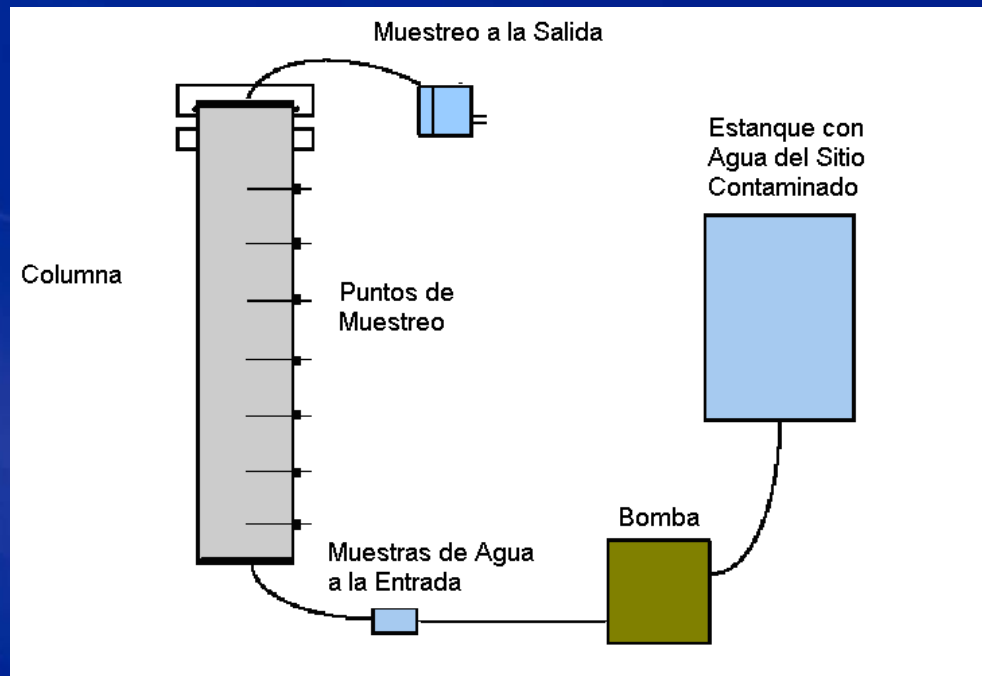 Muestreo a la Salida
Estanque con
Agua del Sitio
Contaminado
Columna
Puntos de
Muestreo
Bomba
Muestras de Agua
a la Entrada